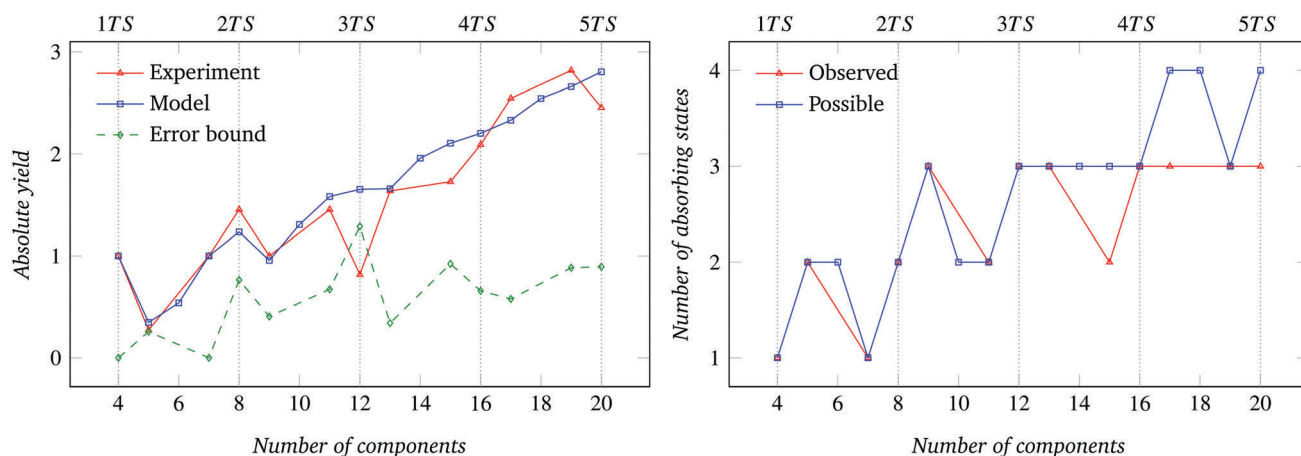 1TS 2TS 3TS 4TS 5TS
3
2
1
0
Absolute yield
Experiment
Model
Error bound
4 6 8 10 12 14 16 18 20
Number of components
1TS 2TS 3TS 4TS 5TS
4
3
2
1
Number of absorbing states
Observed
Possible
4 6 8 10 12 14 16 18 20
Number of components